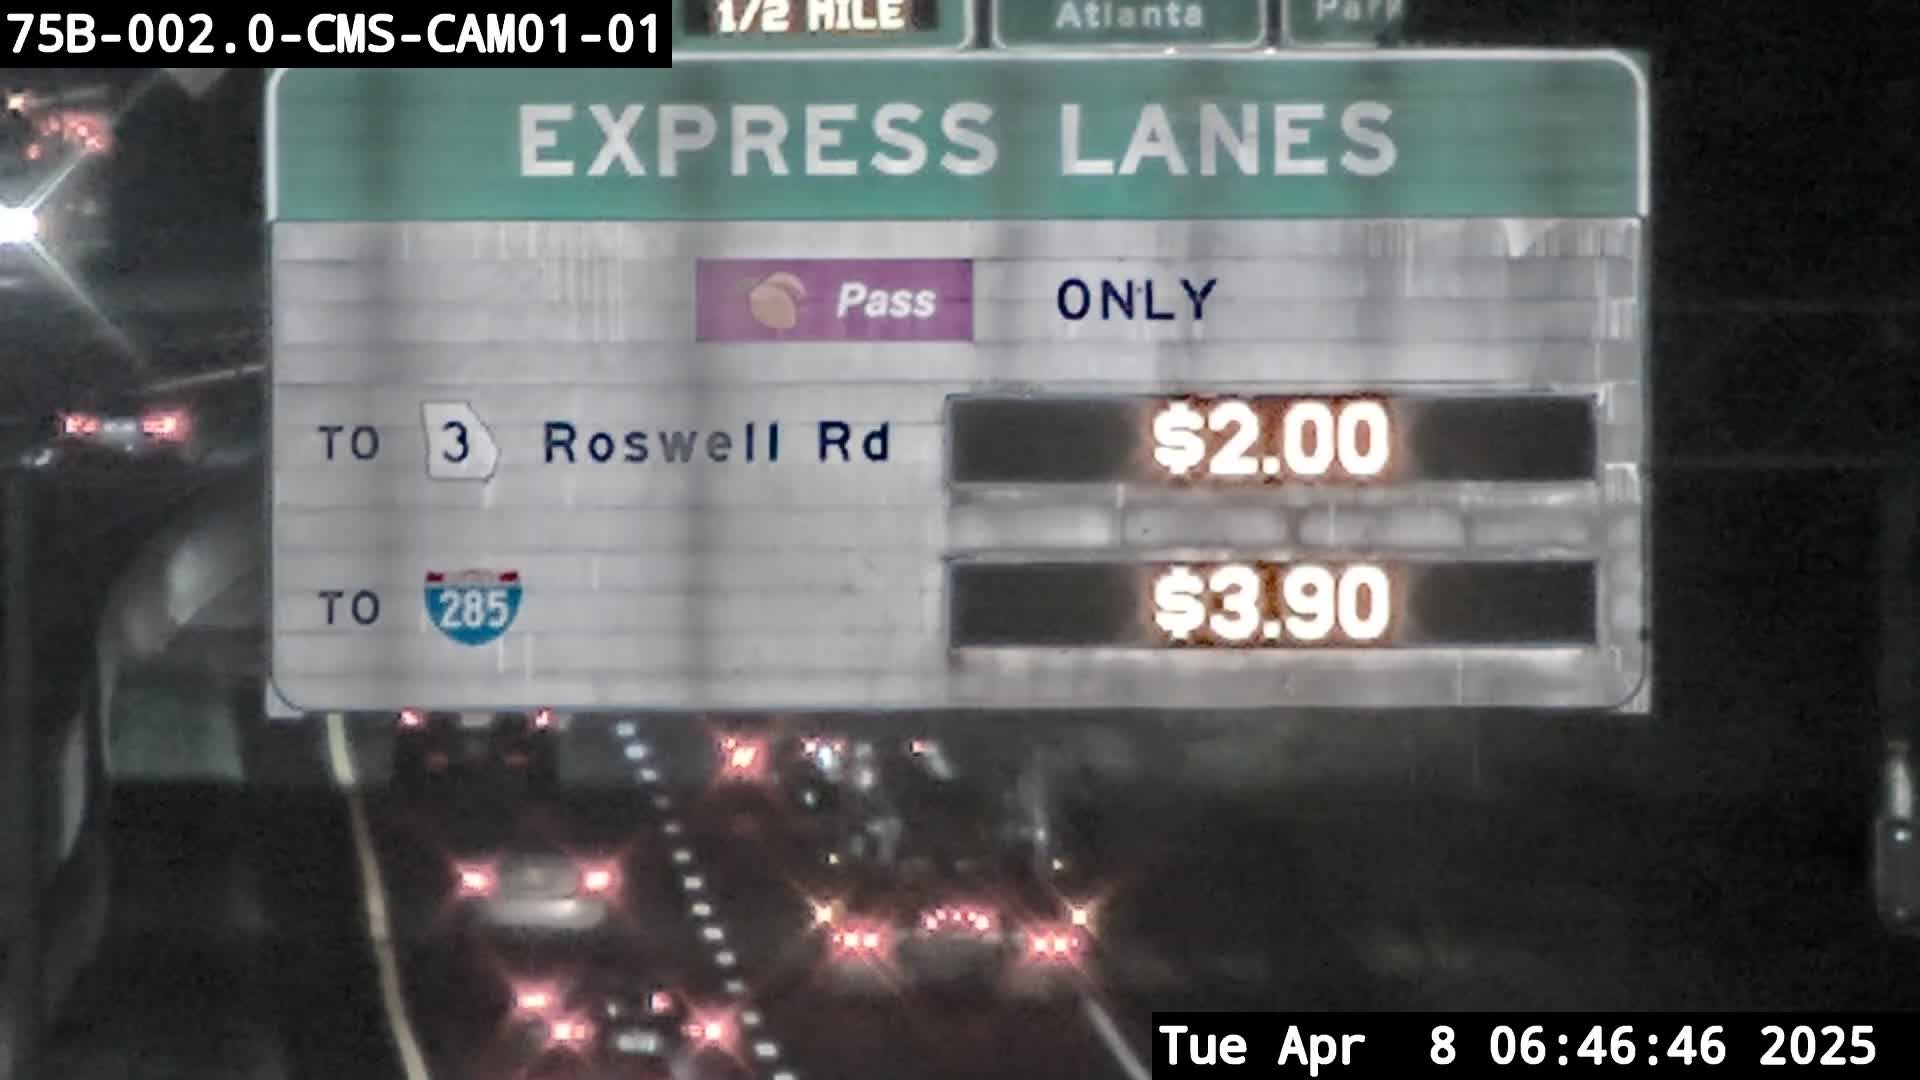 75B-002.0-CMS-CAM01-01
1/2 MILE
Atlanta
Park
EXPRESS LANES
Pass ONLY
TO 3 Roswell Rd $2.00
TO 285 $3.90
Tue Apr 8 06:46:46 2025